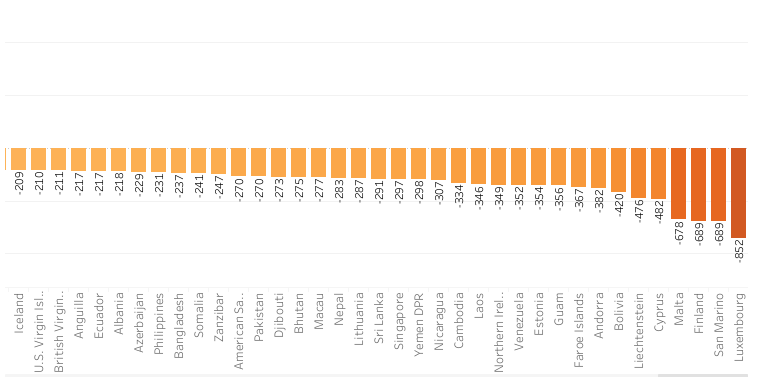 -209
-210
-211
-217
-217
-218
-229
-231
-237
-241
-247
-270
-270
-273
-275
-277
-283
-287
-291
-297
-298
-307
-334
-346
-349
-352
-354
-356
-367
-382
-420
-476
-482
-678
-689
-689
-852
Iceland
U.S. Virgin Isl..
British Virgin..
Anguilla
Ecuador
Albania
Azerbaijan
Philippines
Bangladesh
Somalia
Zanzibar
American Sa..
Pakistan
Djibouti
Bhutan
Macau
Nepal
Lithuania
Sri Lanka
Singapore
Yemen DPR
Nicaragua
Cambodia
Laos
Northern Irel..
Venezuela
Estonia
Guam
Faroe Islands
Andorra
Bolivia
Liechtenstein
Cyprus
Malta
Finland
San Marino
Luxembourg